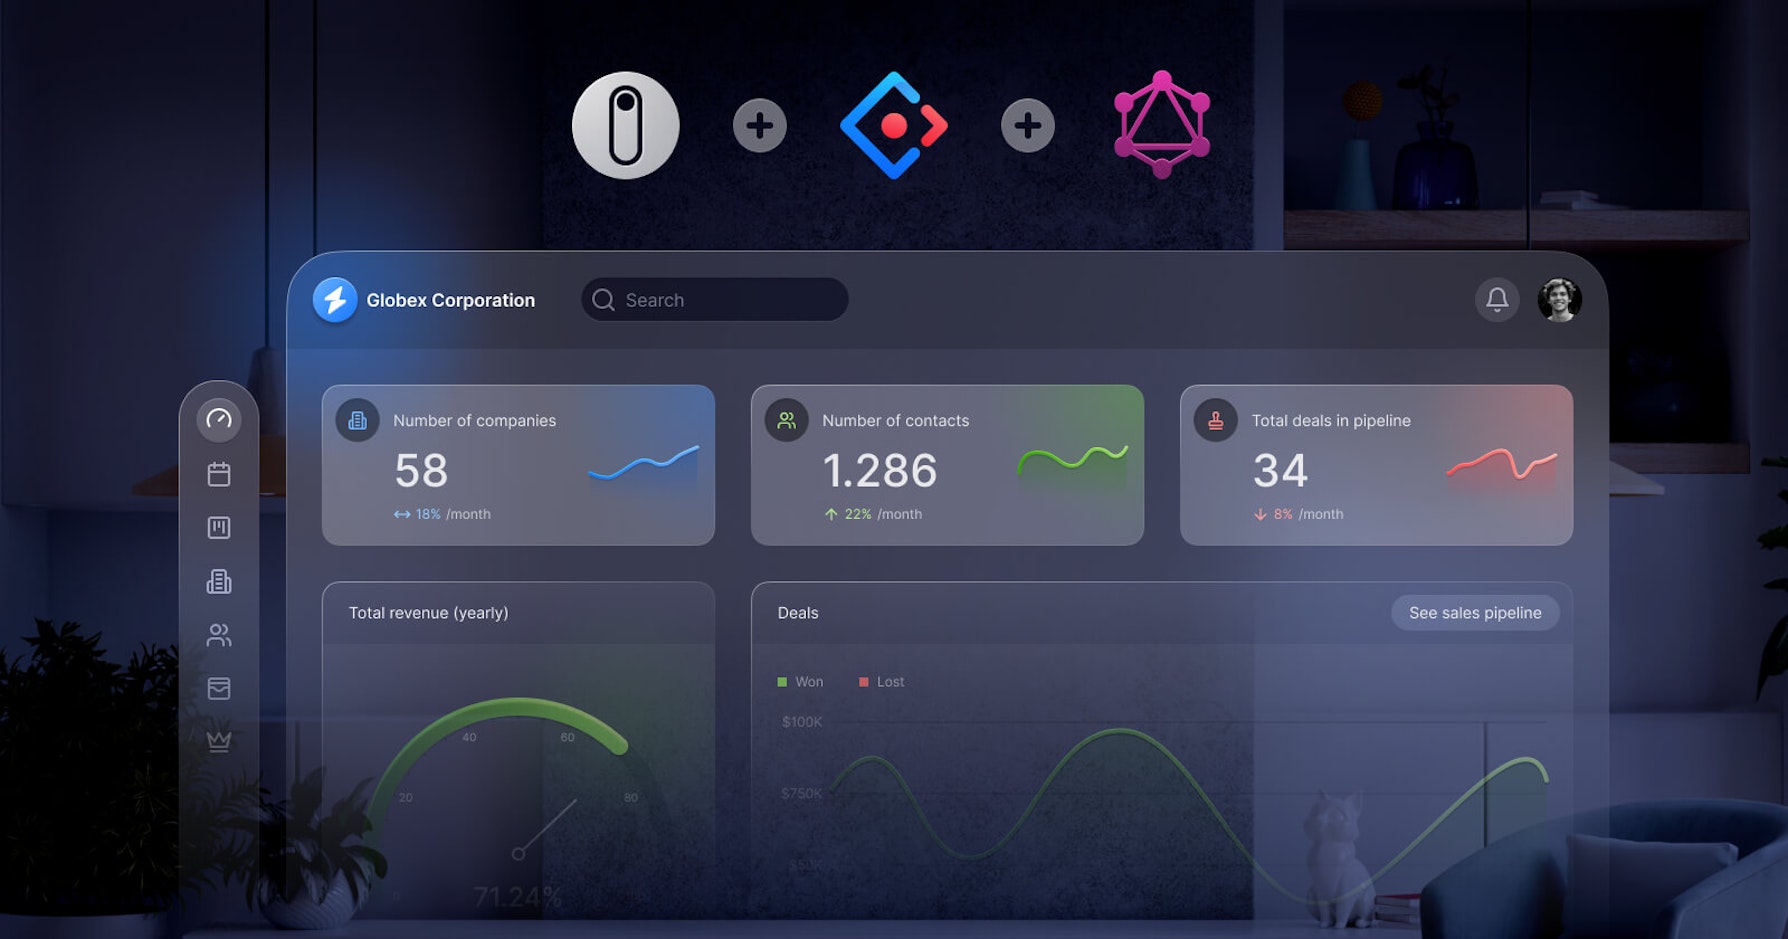 Globex Corporation
Search
Number of companies
58
18% /month
Number of contacts
1.286
22% /month
Total deals in pipeline
34
8% /month
Total revenue (yearly)
40
60
20
80
0
71.24%
Deals
See sales pipeline
Won
Lost
$100K
$750K